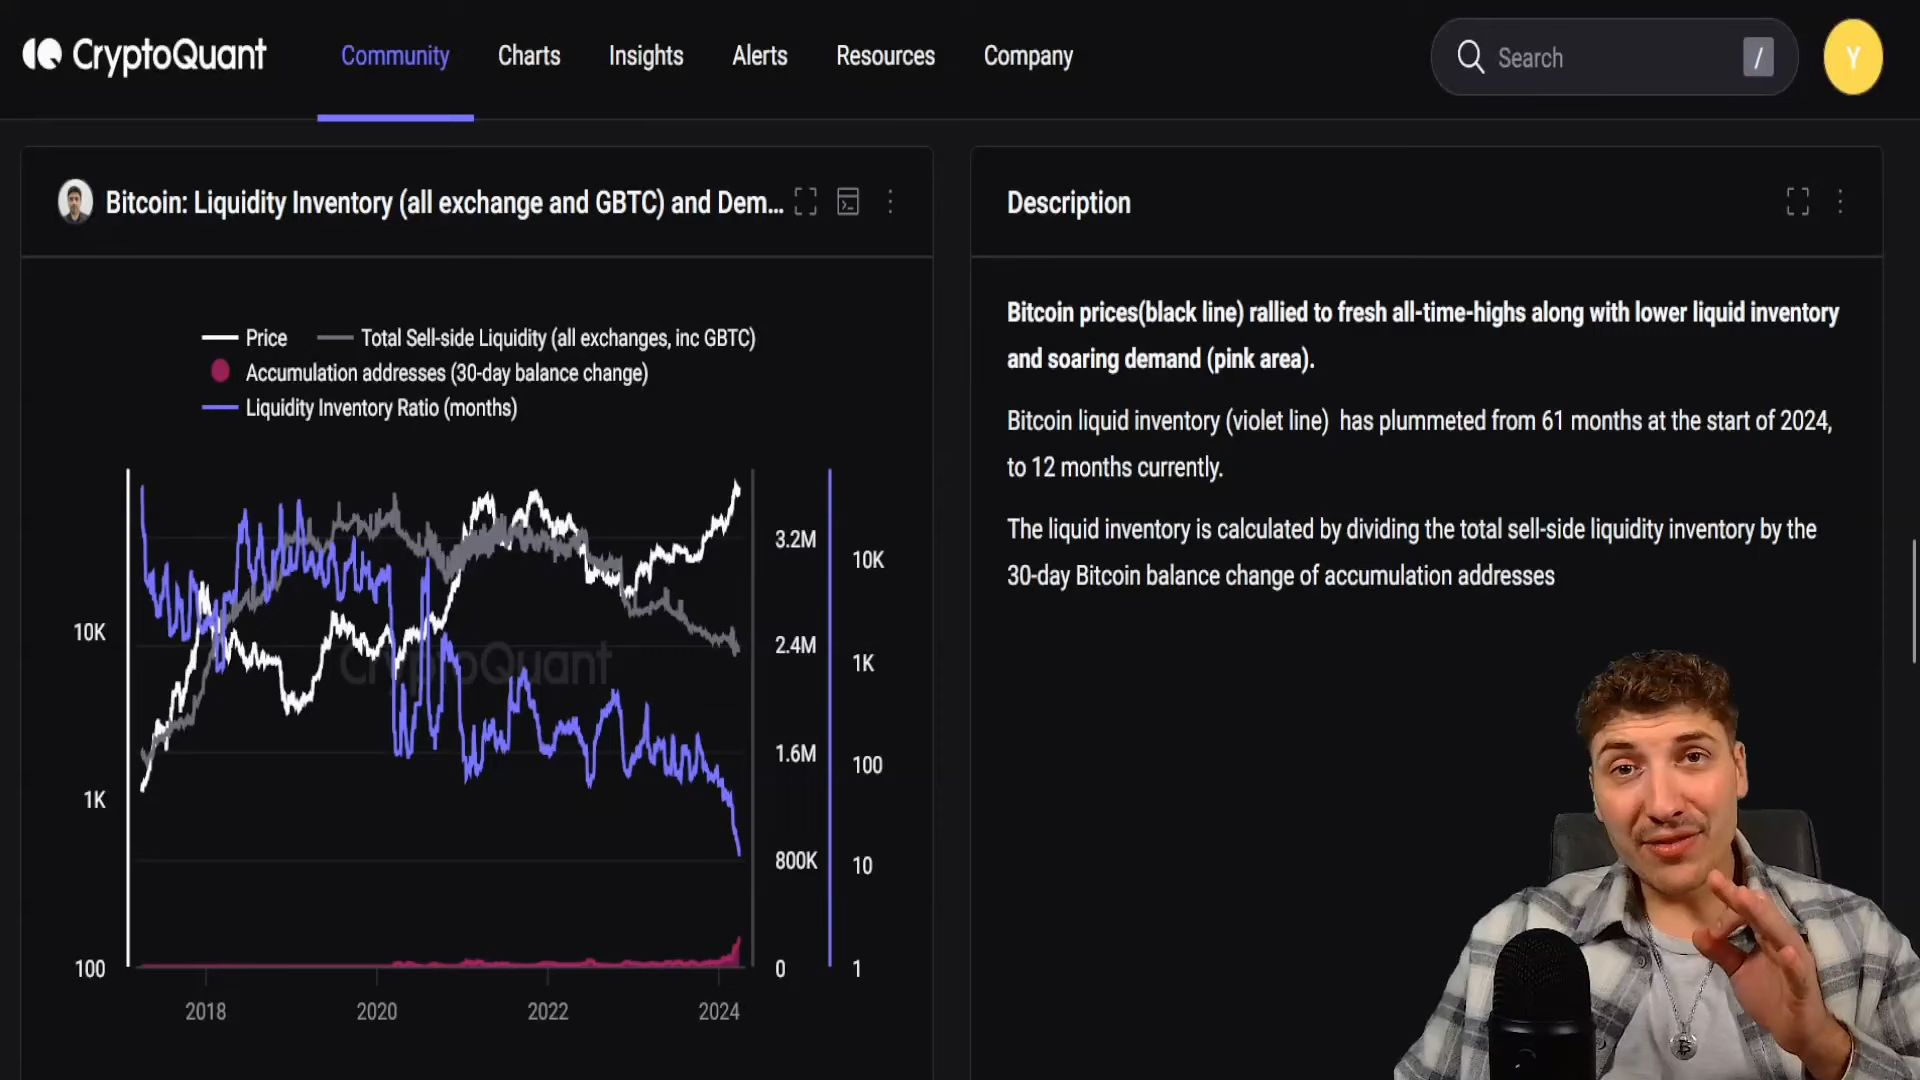 CryptoQuant
Community Charts Insights Alerts Resources Company
Search /
Y
Bitcoin: Liquidity Inventory (all exchange and GBTC) and Dem...
Price Total Sell-side Liquidity (all exchanges, inc GBTC)
Accumulation addresses (30-day balance change)
Liquidity Inventory Ratio (months)
CryptoQuant
10K
1K
100
3.2M
2.4M
1.6M
800K
0
10K
1K
100
10
1
2018 2020 2022 2024
Description
Bitcoin prices(black line) rallied to fresh all-time-highs along with lower liquid inventory
and soaring demand (pink area).
Bitcoin liquid inventory (violet line)  has plummeted from 61 months at the start of 2024,
to 12 months currently.
The liquid inventory is calculated by dividing the total sell-side liquidity inventory by the
30-day Bitcoin balance change of accumulation addresses